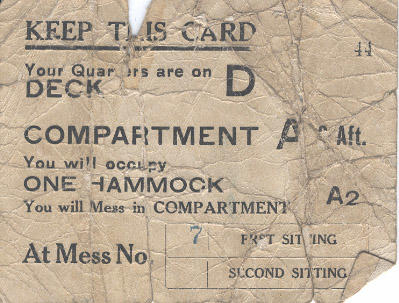 KEEP THIS CARD
44
Your Quarters are on
DECK D
COMPARTMENT A Aft.
You will occupy
ONE HAMMOCK
You will Mess in COMPARTMENT A2
At Mess No. 7 FIRST SITTING
SECOND SITTING